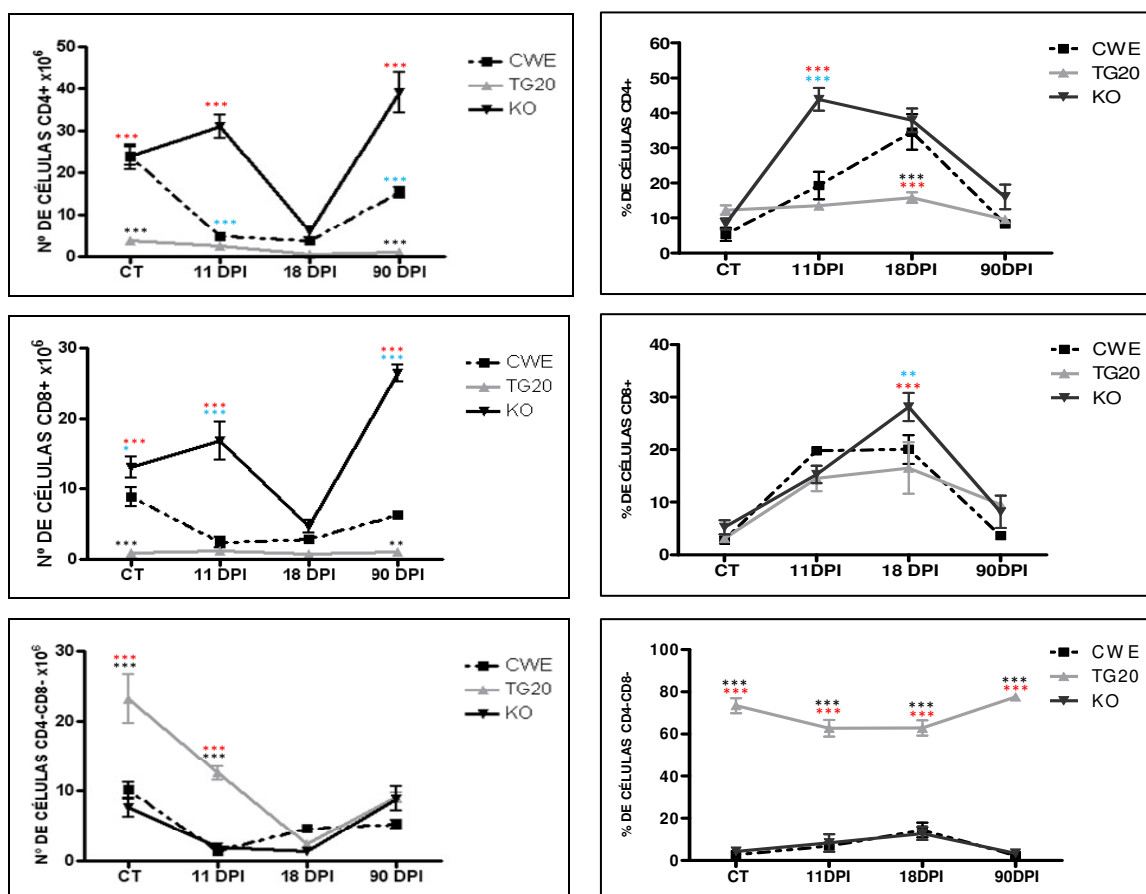 Nº DE CÉLULAS CD4+ x10⁶
50
40
30
20
10
0
CT
11 DPI
18 DPI
90 DPI
***
***
***
***
***
***
***
CWE
TG20
KO
% DE CÉLULAS CD4+
60
50
40
30
20
10
0
CT
11DPI
18DPI
90DPI
***
***
***
***
CWE
TG20
KO
Nº DE CÉLULAS CD8+ x10⁶
30
20
10
0
CT
11 DPI
18 DPI
90 DPI
***
*
***
***
***
***
***
**
CWE
TG20
KO
% DE CÉLULAS CD8+
40
30
20
10
0
CT
11DPI
18 DPI
90DPI
**
***
CWE
TG20
KO
Nº DE CÉLULAS CD4-CD8- x10⁶
30
20
10
0
CT
11 DPI
18 DPI
90 DPI
***
***
***
***
CWE
TG20
KO
% DE CÉLULAS CD4-CD8-
100
80
60
40
20
0
CT
11DPI
18DPI
90DPI
***
***
***
***
***
***
***
***
CWE
TG20
KO